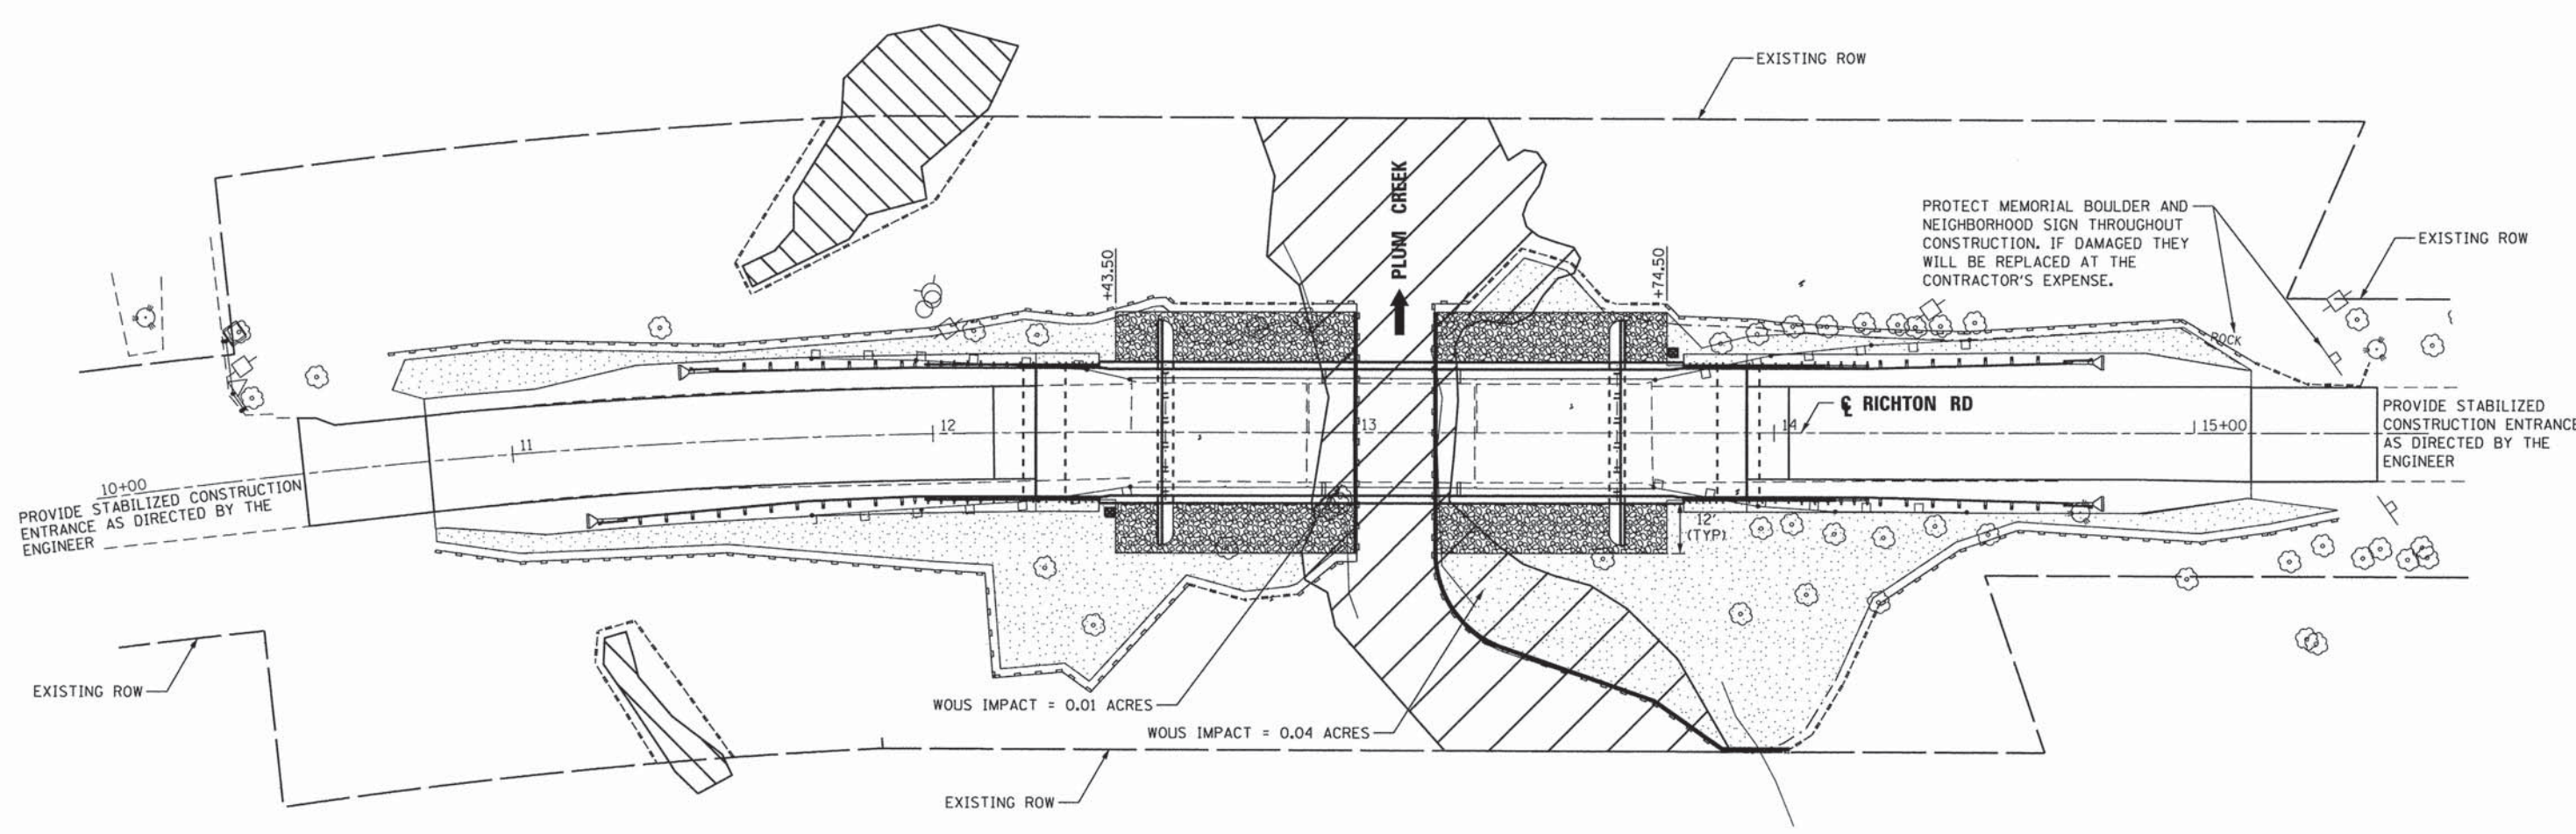 EXISTING ROW
PLUM CREEK
PROTECT MEMORIAL BOULDER AND
NEIGHBORHOOD SIGN THROUGHOUT
CONSTRUCTION. IF DAMAGED THEY
WILL BE REPLACED AT THE
CONTRACTOR'S EXPENSE.
EXISTING ROW
+43.50
+74.50
ROCK
℄ RICHTON RD
10+00
11
12
13
14
15+00
PROVIDE STABILIZED
CONSTRUCTION ENTRANCE
AS DIRECTED BY THE
ENGINEER
PROVIDE STABILIZED CONSTRUCTION
ENTRANCE AS DIRECTED BY THE
ENGINEER
12'
(TYP)
EXISTING ROW
WOUS IMPACT = 0.01 ACRES
WOUS IMPACT = 0.04 ACRES
EXISTING ROW